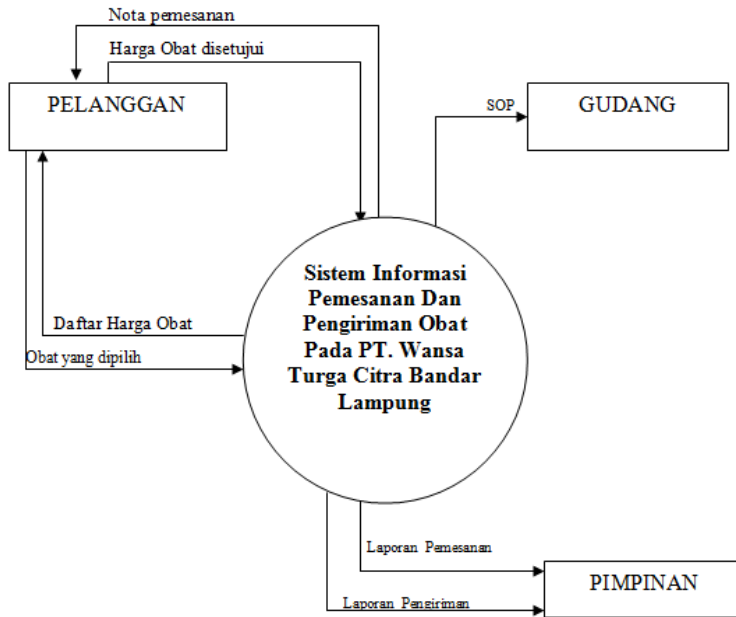 Nota pemesanan
Harga Obat disetujui
PELANGGAN
SOP
GUDANG
Sistem Informasi
Pemesanan Dan
Pengiriman Obat
Pada PT. Wansa
Turga Citra Bandar
Lampung
Daftar Harga Obat
Obat yang dipilih
Laporan Pemesanan
PIMPINAN
Laporan Pengiriman